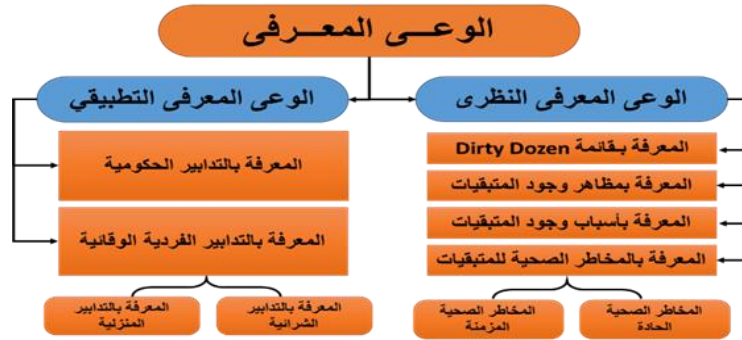 الوعــى المعــرفى
الوعى المعرفى النظرى
الوعى المعرفى التطبيقي
المعرفة بقائمة Dirty Dozen
المعرفة بمظاهر وجود المتبقيات
المعرفة بأسباب وجود المتبقيات
المعرفة بالمخاطر الصحية للمتبقيات
المخاطر الصحية
الحادة
المخاطر الصحية
المزمنة
المعرفة بالتدابير الحكومية
المعرفة بالتدابير الفردية الوقائية
المعرفة بالتدابير
الشرائية
المعرفة بالتدابير
المنزلية